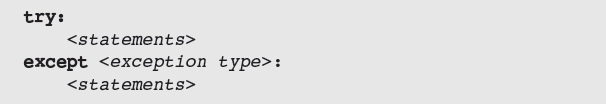 try:
    <statements>
except <exception type>:
    <statements>